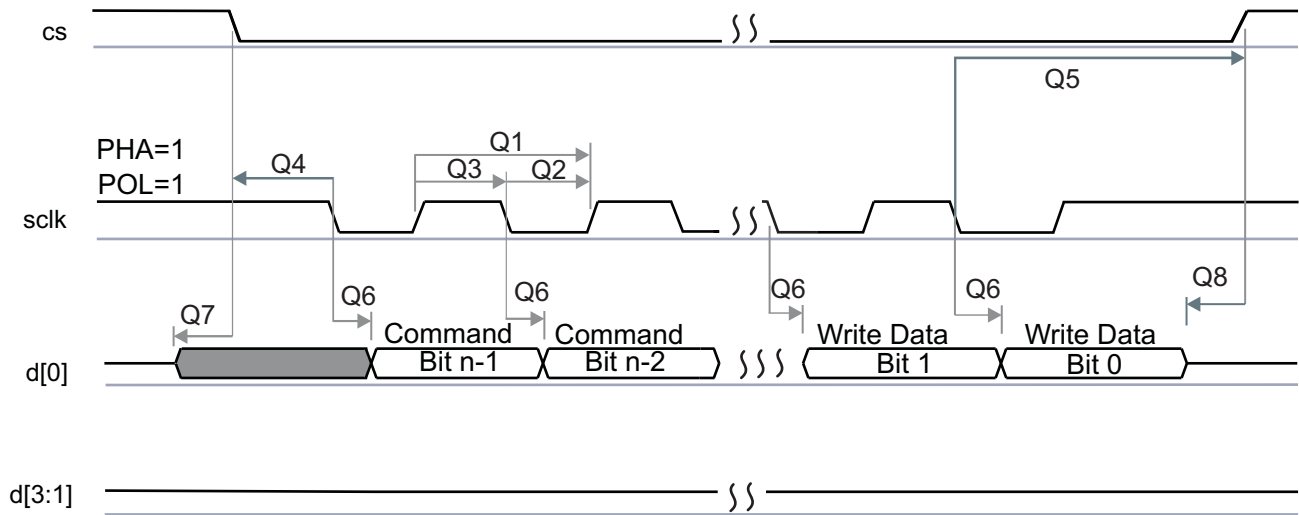 cs
Q5
PHA=1
POL=1
Q4
Q1
Q3
Q2
sclk
Q7
Q6
Q6
Q6
Q6
Q8
Command
Bit n-1
Command
Bit n-2
Write Data
Bit 1
Write Data
Bit 0
d[0]
d[3:1]